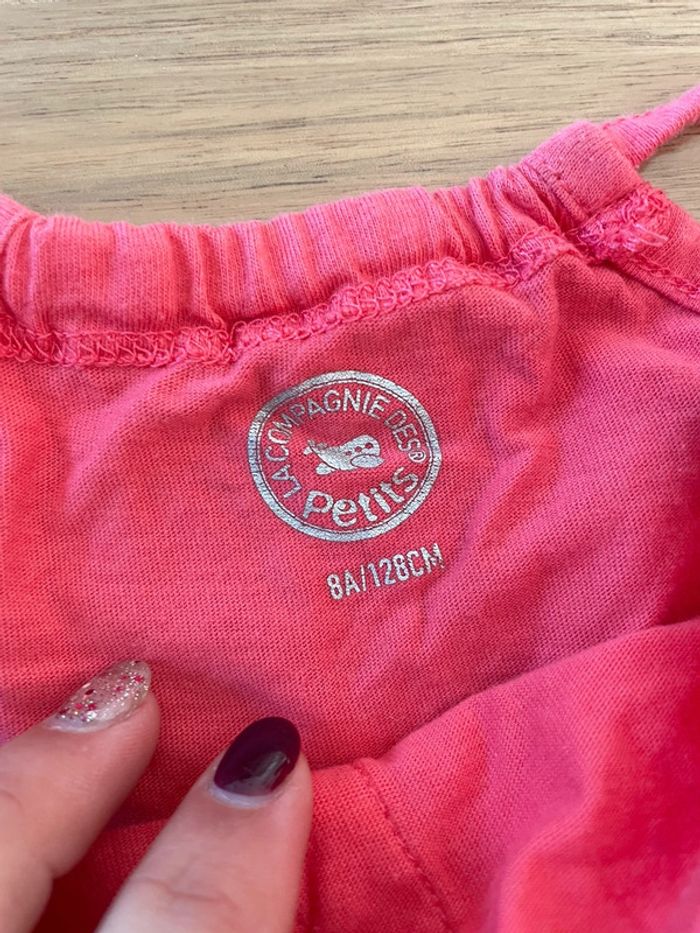 LA COMPAGNIE DES®
Petits
8A/128CM